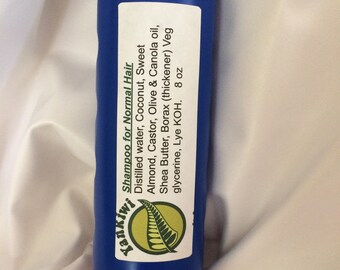 Shampoo for Normal Hair
Distilled water, Coconut, Sweet
Almond, Castor, Olive & Canola oil,
Shea Butter, Borax (thickener) Veg
glycerine, Lye KOH. 8 oz
Yankiwi